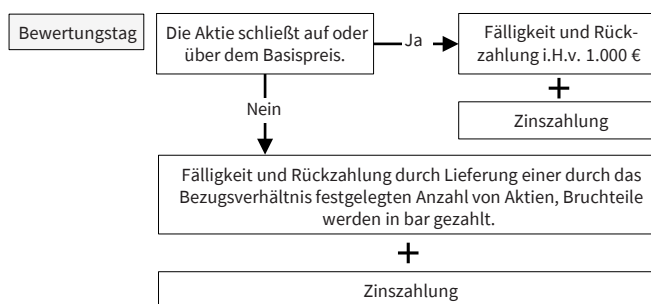 Bewertungstag
Die Aktie schließt auf oder
über dem Basispreis.
Ja
Fälligkeit und Rück-
zahlung i.H.v. 1.000 €
+
Zinszahlung
Nein
Fälligkeit und Rückzahlung durch Lieferung einer durch das
Bezugsverhältnis festgelegten Anzahl von Aktien, Bruchteile
werden in bar gezahlt.
+
Zinszahlung